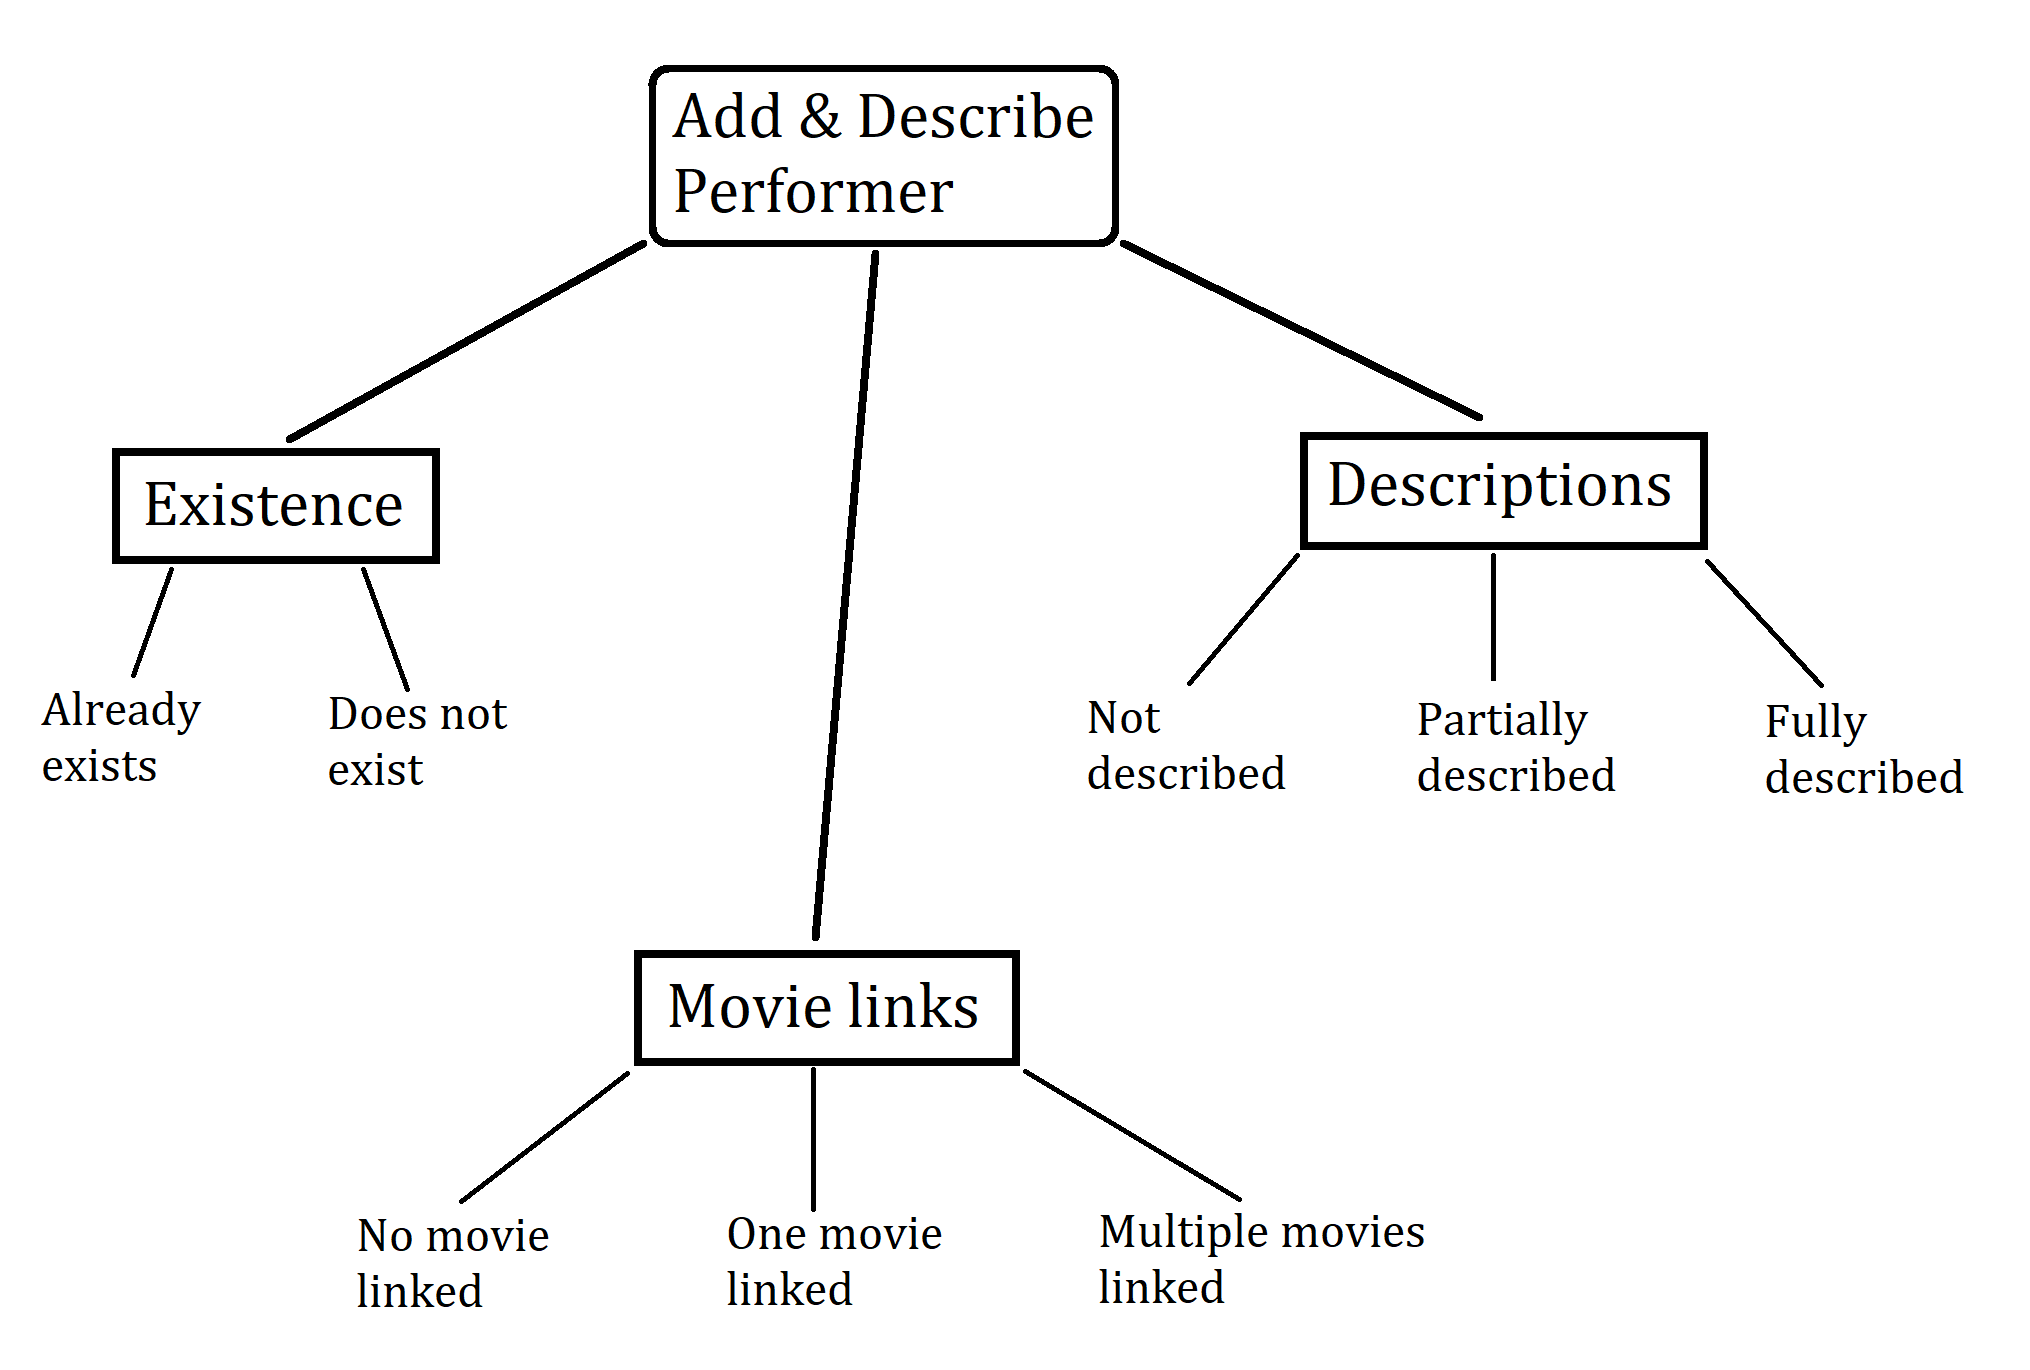 Add & Describe
Performer
Existence
Descriptions
Already
exists
Does not
exist
Not
described
Partially
described
Fully
described
Movie links
No movie
linked
One movie
linked
Multiple movies
linked